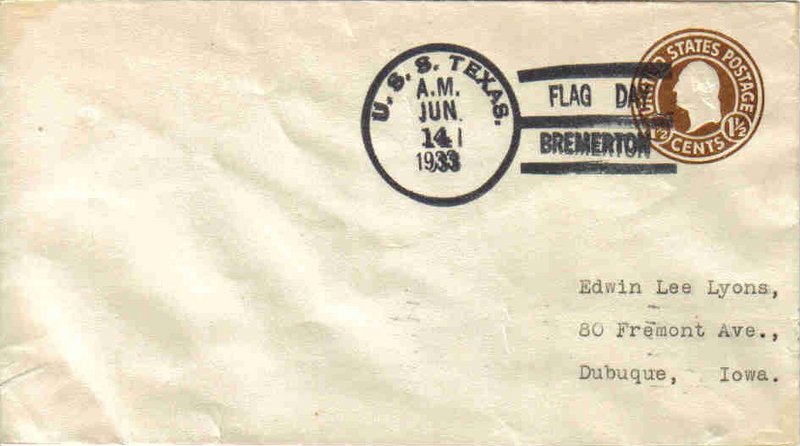 U. S. S. TEXAS.
A.M.
JUN.
14 1
1933
FLAG DAY
BREMERTON
UNITED STATES POSTAGE
1½ CENTS 1½
Edwin Lee Lyons,
80 Fremont Ave.,
Dubuque, Iowa.